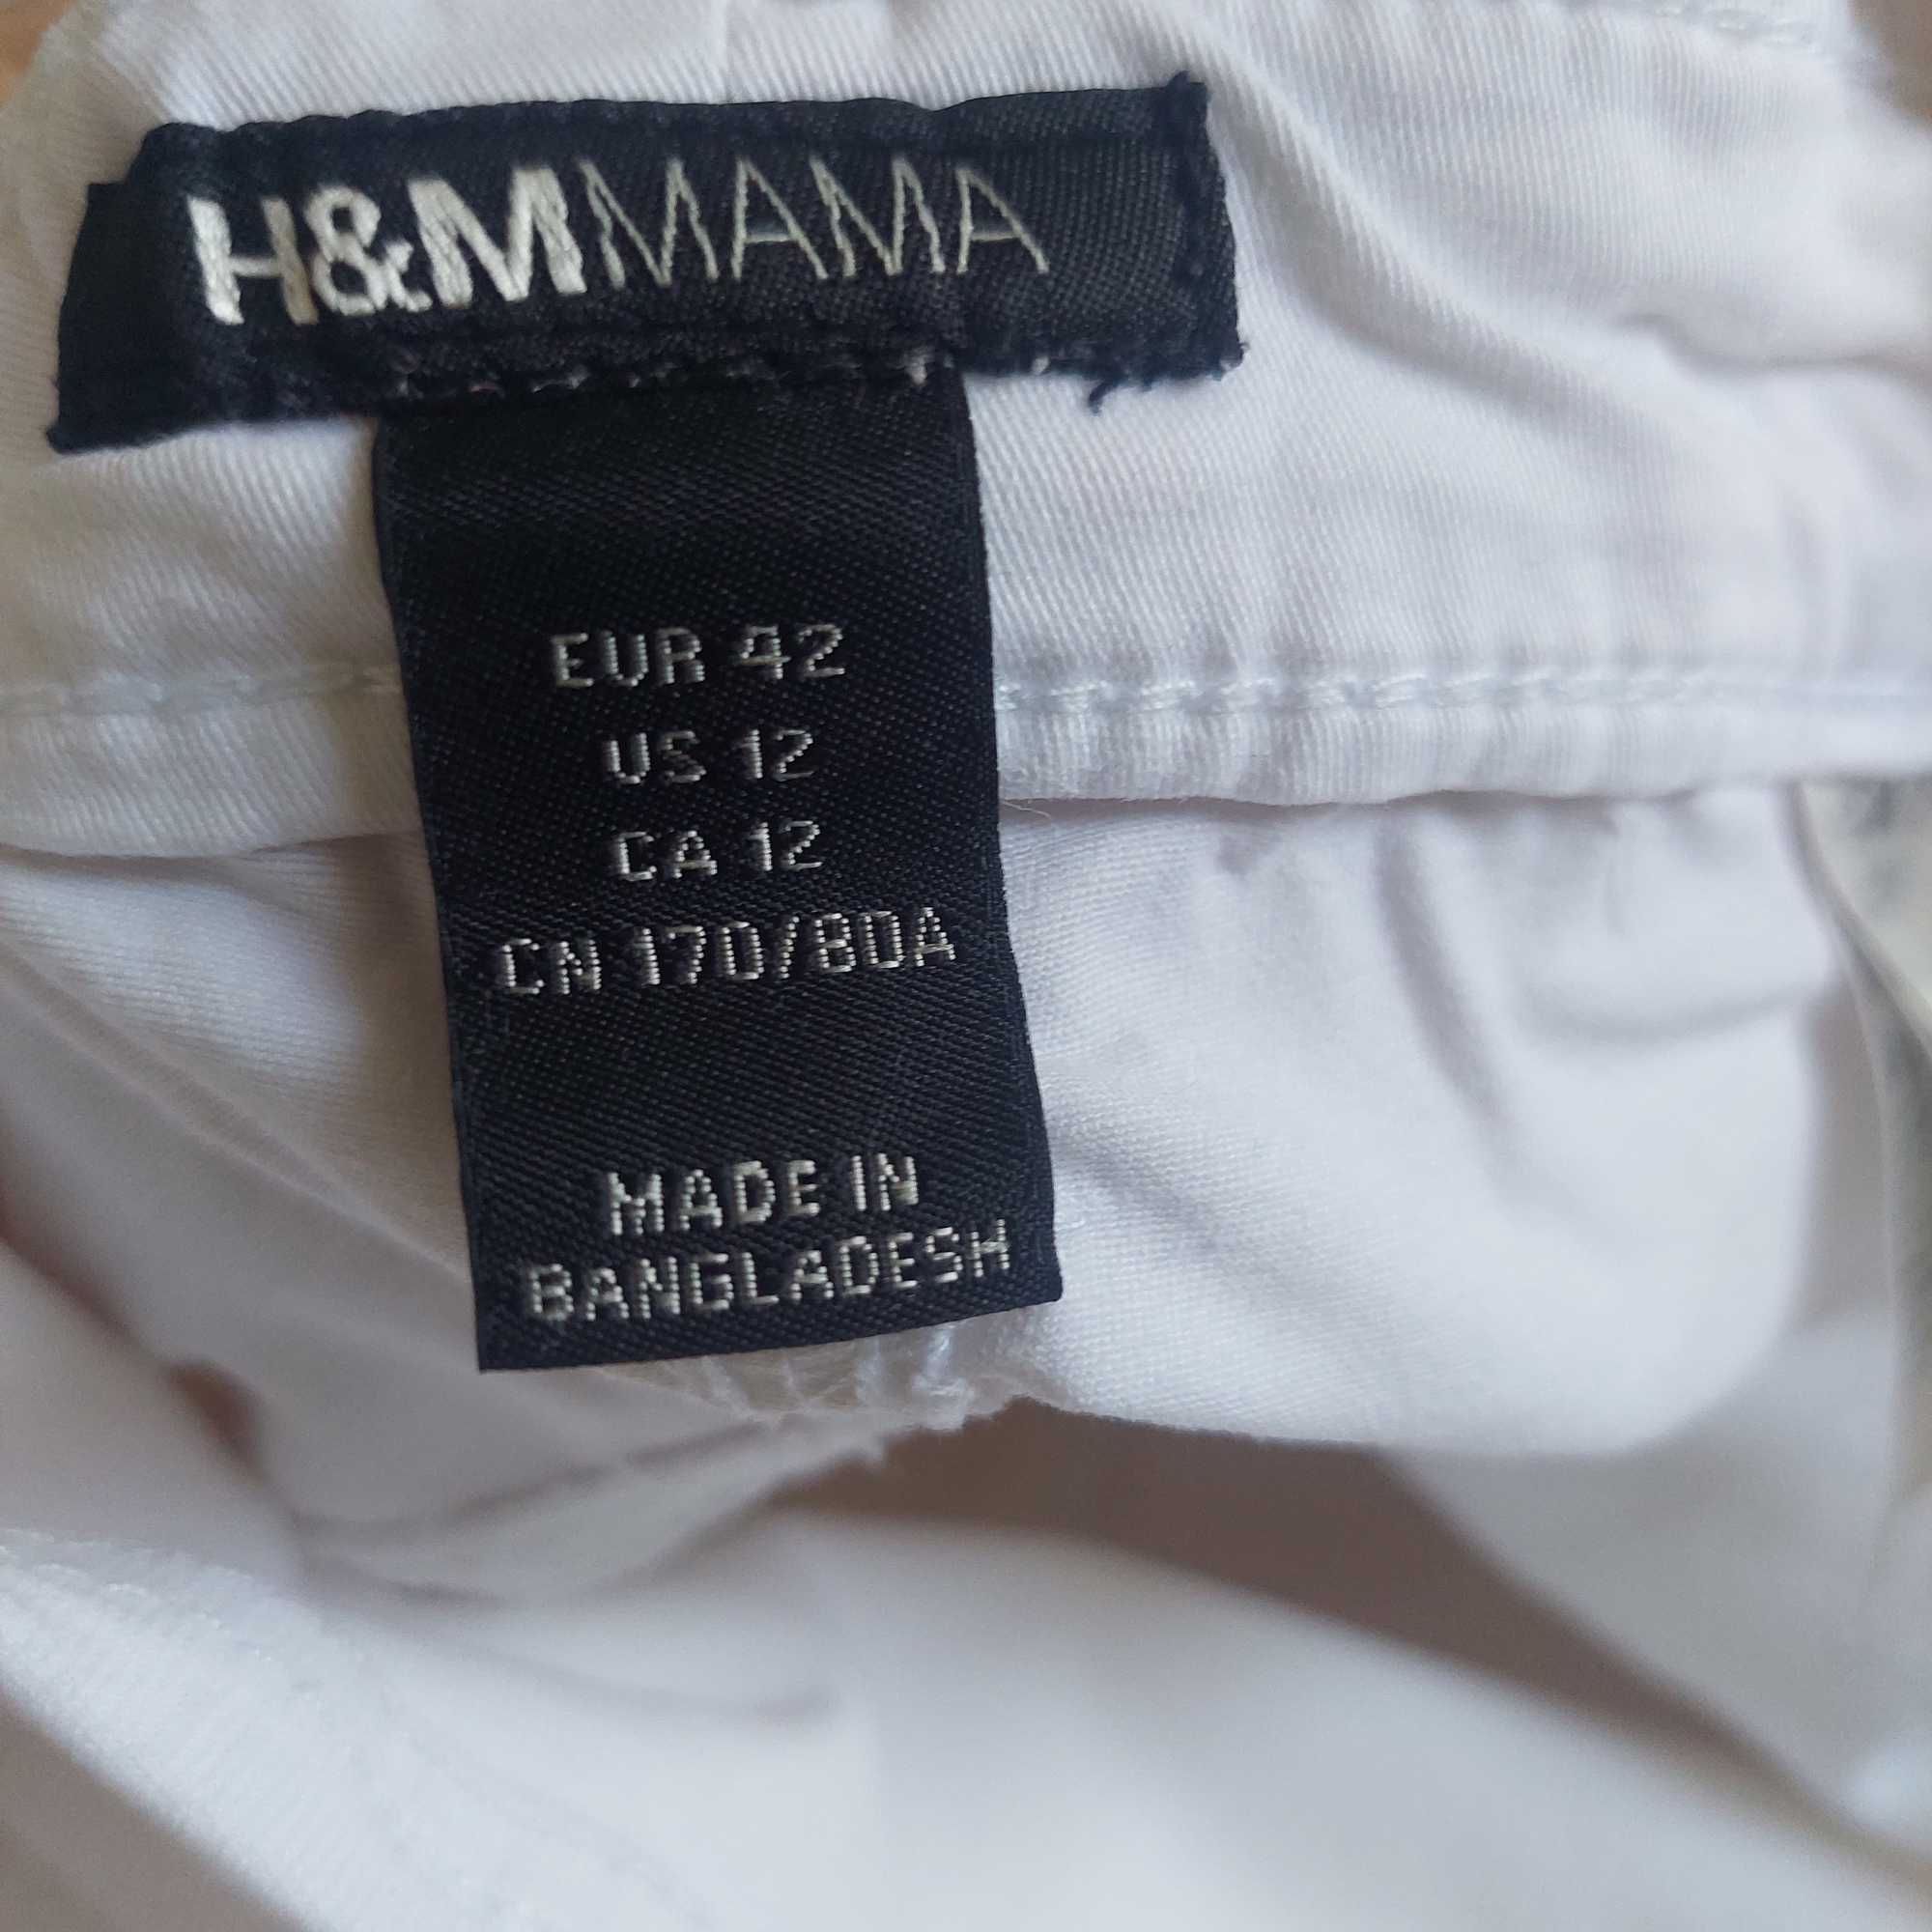 H&MMAMA
EUR 42
US 12
CA 12
CN 170/80A
MADE IN
BANGLADESH